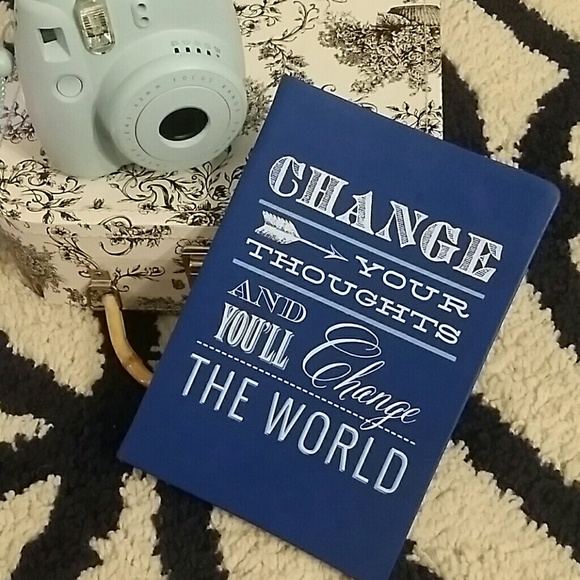 CHANGE
YOUR
THOUGHTS
AND
YOU'LL Change
THE WORLD